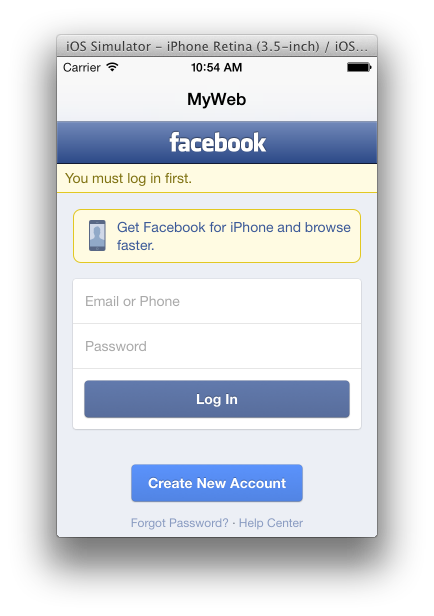 iOS Simulator – iPhone Retina (3.5-inch) / iOS...
Carrier 10:54 AM
MyWeb
facebook
You must log in first.
Get Facebook for iPhone and browse
faster.
Email or Phone
Password
Log In
Create New Account
Forgot Password? · Help Center